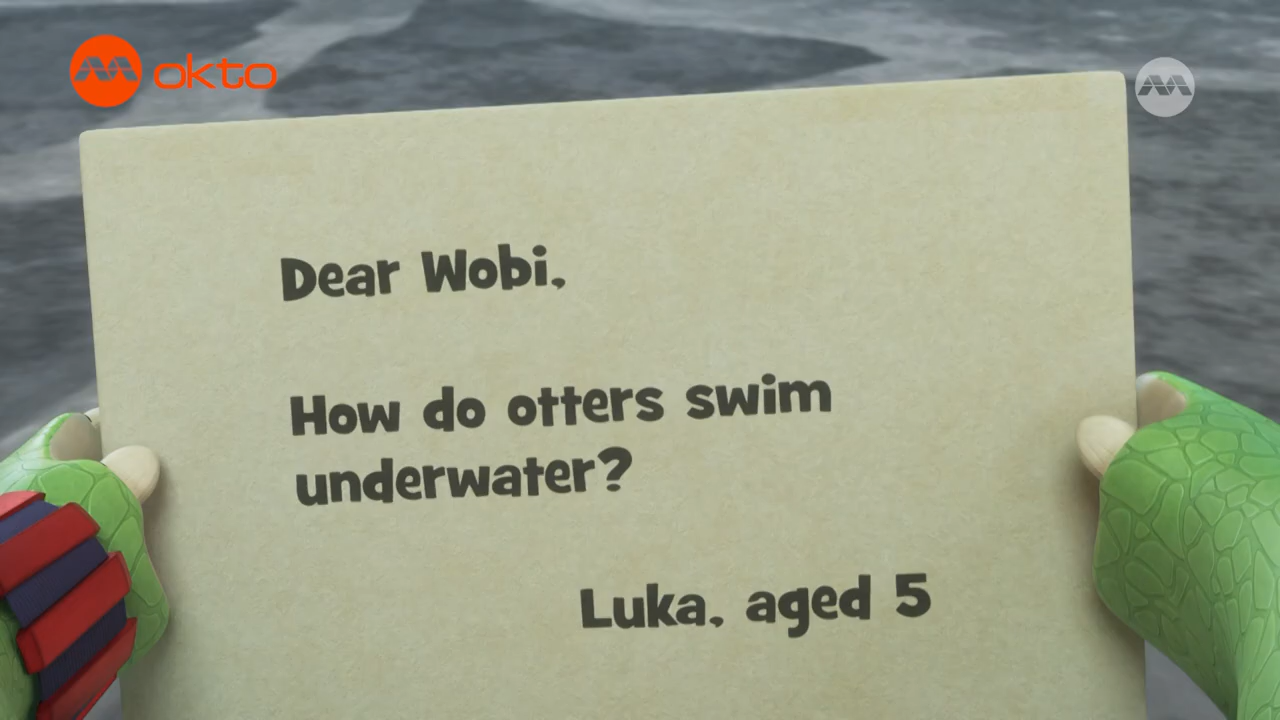 okto
Dear Wobi,
How do otters swim
underwater?
Luka, aged 5